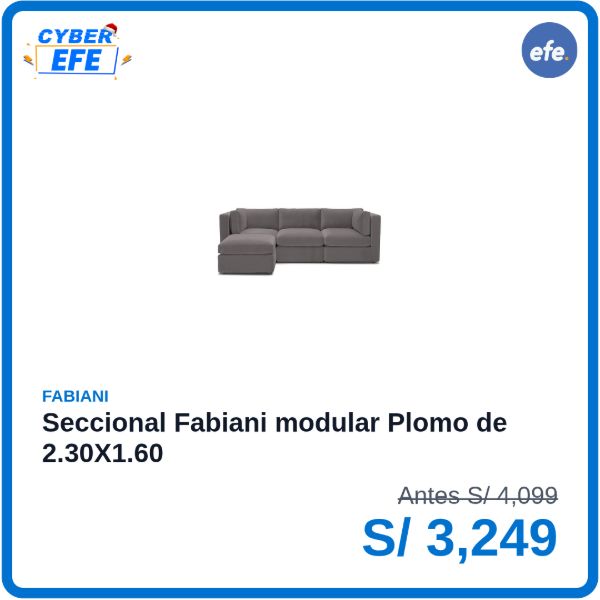 CYBER
EFE
efe.
FABIANI
Seccional Fabiani modular Plomo de
2.30X1.60
Antes S/ 4,099
S/ 3,249